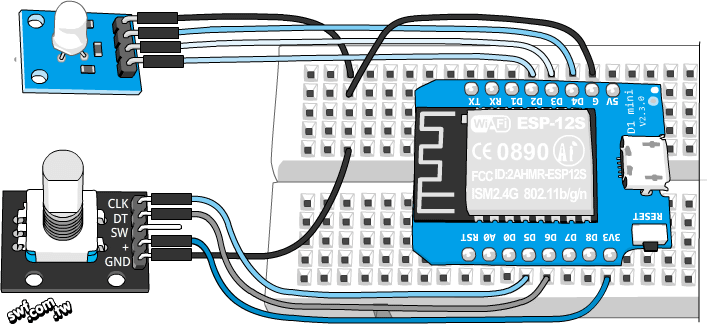 TX
RX
D1
D2
D3
D4
G
5V
D1 mini
V2.3.0
WiFi
ESP-12S
CE 0890 Ai
FCC ID:2AHMR-ESP12S
ISM2.4G 802.11b/g/n
RESET
RST
A0
D0
D5
D6
D7
D8
3V3
CLK
DT
SW
+
GND
swf.com.tw